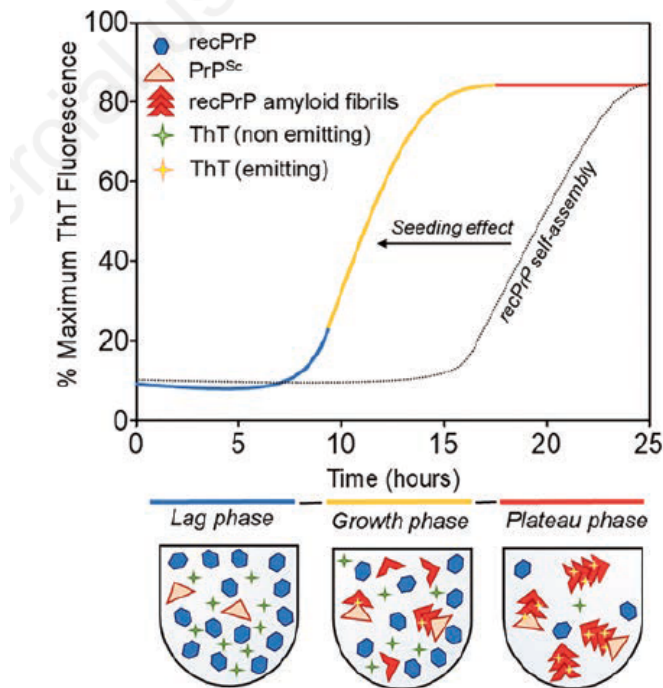 100
80
60
40
20
0
% Maximum ThT Fluorescence
recPrP
PrPSc
recPrP amyloid fibrils
ThT (non emitting)
ThT (emitting)
Seeding effect
recPrP self-assembly
0 5 10 15 20 25
Time (hours)
Lag phase Growth phase Plateau phase